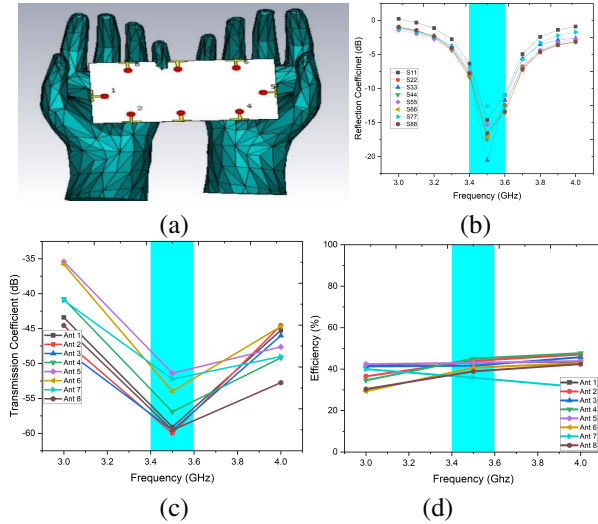 8
6
1
5
2
4
(a)
Reflection Coefficinet (dB)
0
-5
-10
-15
-20
S11
S22
S33
S44
S55
S66
S77
S88
3.0 3.2 3.4 3.6 3.8 4.0
Frequency (GHz)
(b)
Transmission Coefficient (dB)
-35
-40
-45
-50
-55
-60
Ant 1
Ant 2
Ant 3
Ant 4
Ant 5
Ant 6
Ant 7
Ant 8
3.0 3.2 3.4 3.6 3.8 4.0
Frequency (GHz)
(c)
Efficiency (%)
100
80
60
40
20
0
Ant 1
Ant 2
Ant 3
Ant 4
Ant 5
Ant 6
Ant 7
Ant 8
3.0 3.2 3.4 3.6 3.8 4.0
Frequency (GHz)
(d)